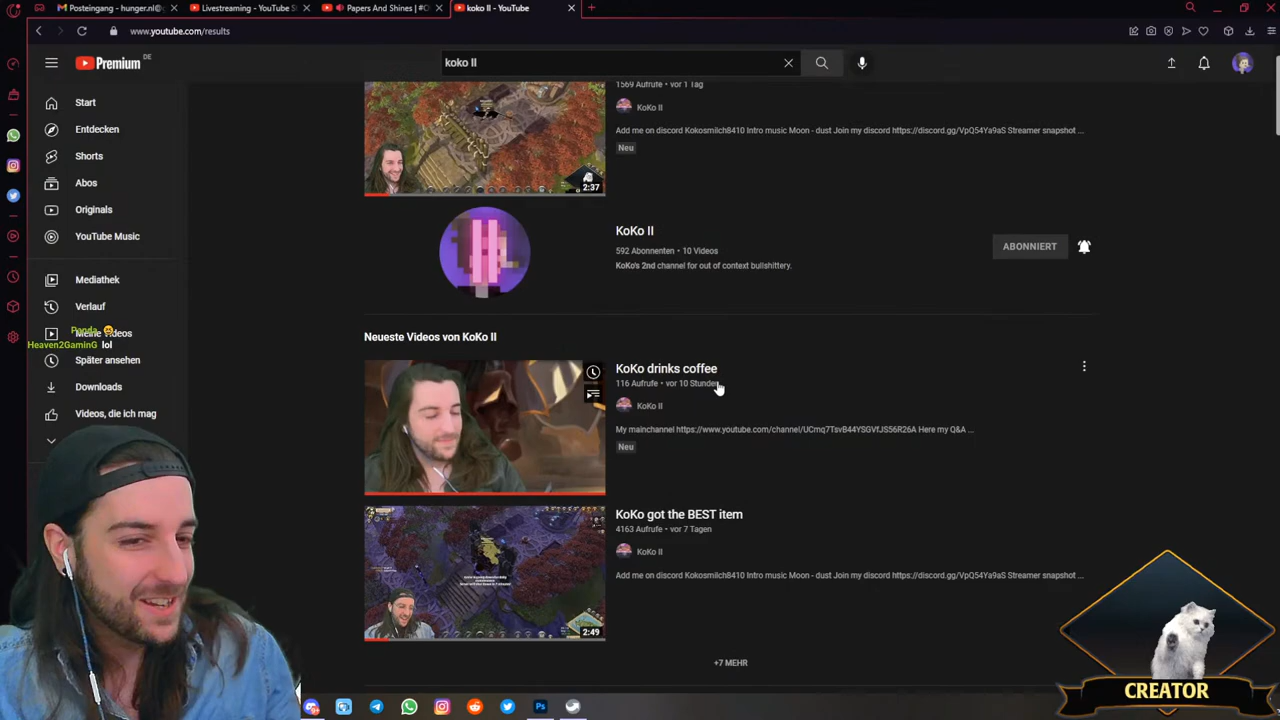 Posteingang - hunger.nl@
Livestreaming - YouTube S
Papers And Shines | #O
koko II - YouTube
www.youtube.com/results
Premium DE
koko II
Start
Entdecken
Shorts
Abos
Originals
YouTube Music
Mediathek
Verlauf
Meine Videos
Später ansehen
Downloads
Videos, die ich mag
Panda
Heaven2GaminG lol
1569 Aufrufe • vor 1 Tag
KoKo II
Add me on discord Kokosmilch8410 Intro music Moon - dust Join my discord https://discord.gg/VpQ54Ya9aS Streamer snapshot ...
Neu
2:37
KoKo II
592 Abonnenten • 10 Videos
KoKo's 2nd channel for out of context bullshittery.
ABONNIERT
Neueste Videos von KoKo II
KoKo drinks coffee
116 Aufrufe • vor 10 Stunden
KoKo II
My mainchannel https://www.youtube.com/channel/UCmq7TsvB44YSGVfJS56R26A Here my Q&A ...
Neu
KoKo got the BEST item
4163 Aufrufe • vor 7 Tagen
KoKo II
Add me on discord Kokosmilch8410 Intro music Moon - dust Join my discord https://discord.gg/VpQ54Ya9aS Streamer snapshot ...
2:49
+7 MEHR
Ps
CREATOR